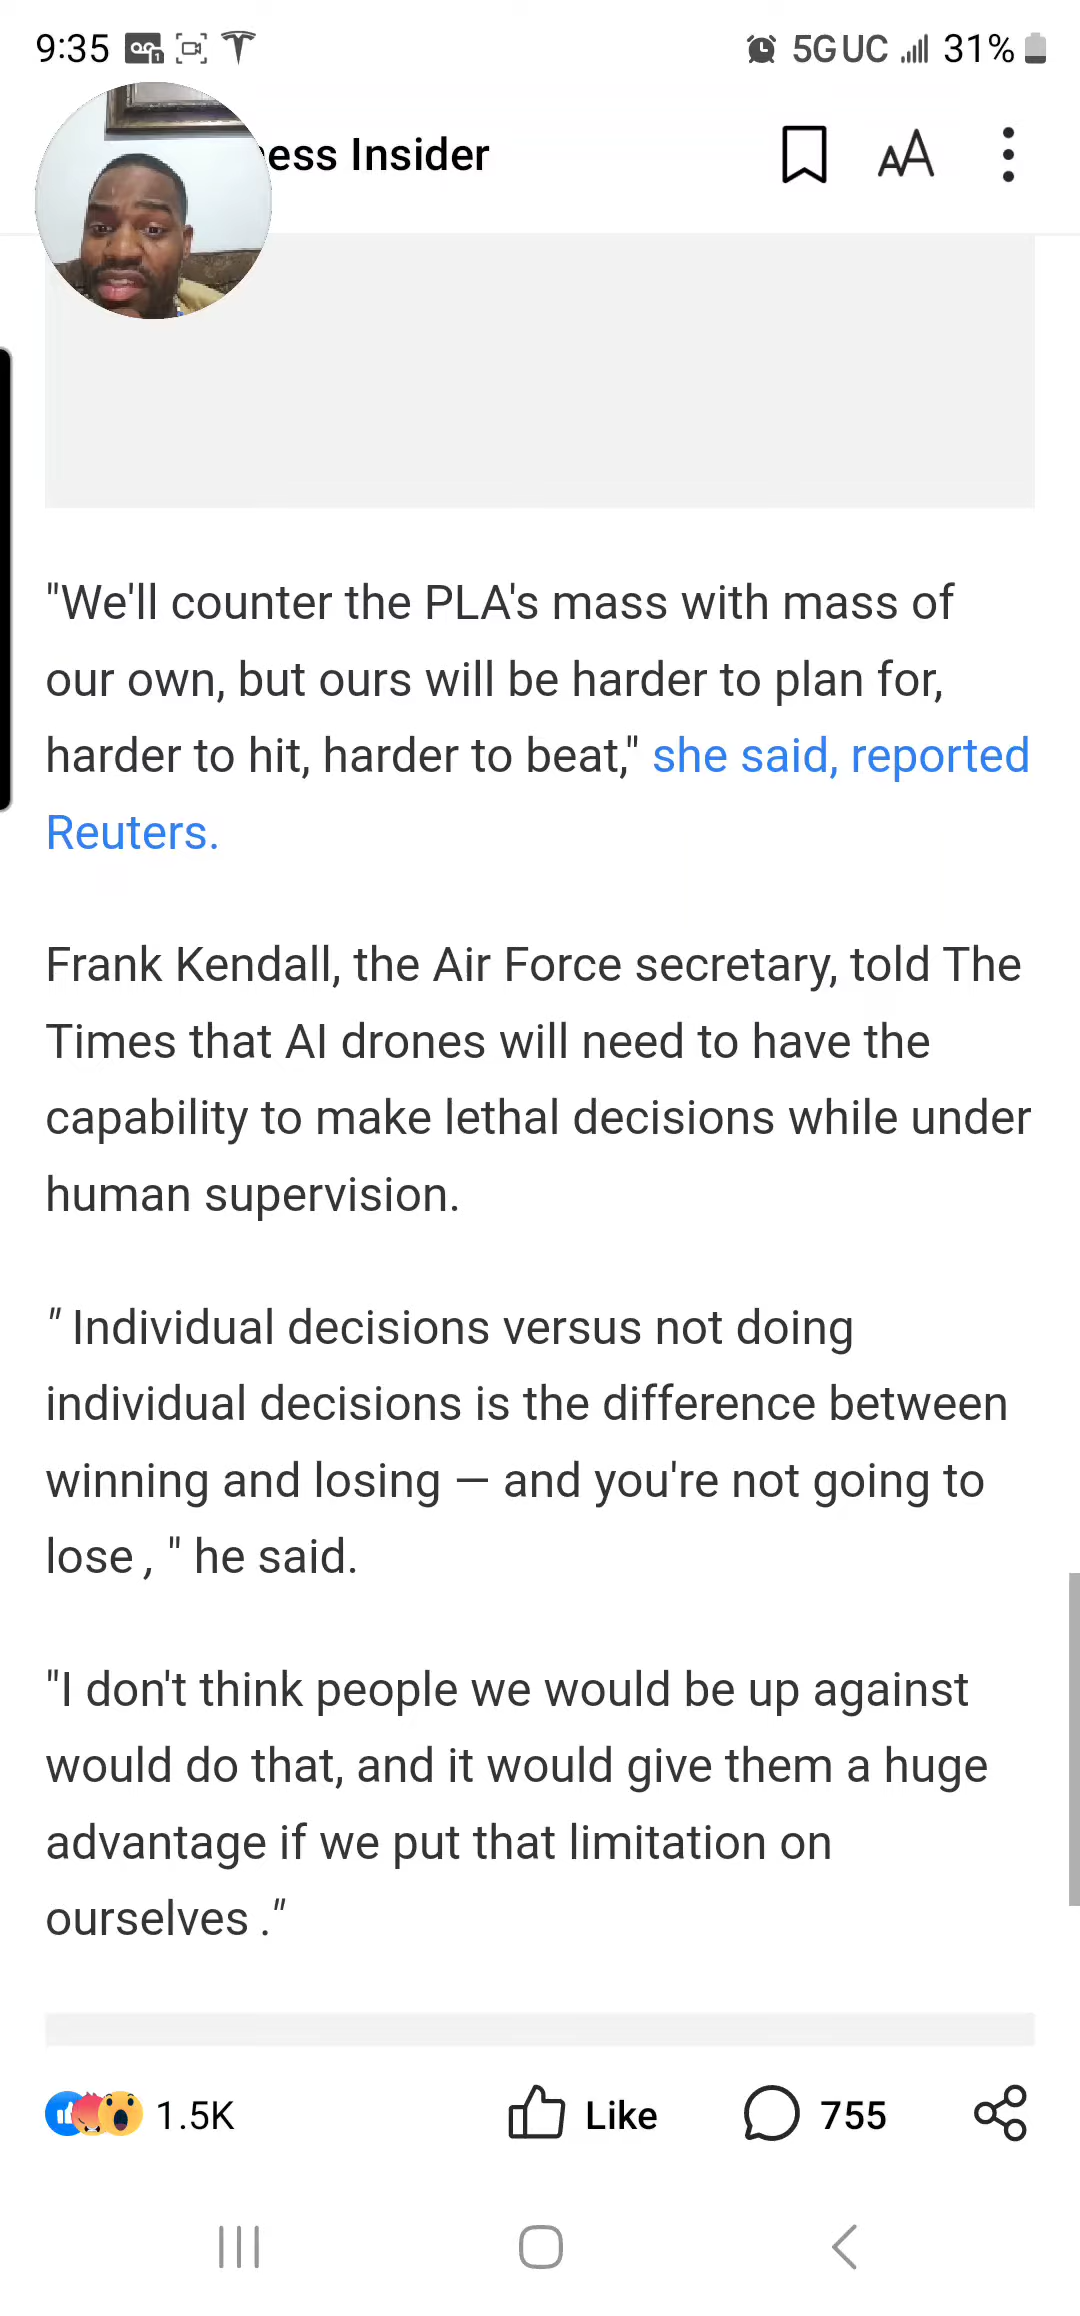 9:35
5G UC 31%
ess Insider
AA
"We'll counter the PLA's mass with mass of
our own, but ours will be harder to plan for,
harder to hit, harder to beat," she said, reported
Reuters.
Frank Kendall, the Air Force secretary, told The
Times that AI drones will need to have the
capability to make lethal decisions while under
human supervision.
" Individual decisions versus not doing
individual decisions is the difference between
winning and losing — and you're not going to
lose , " he said.
"I don't think people we would be up against
would do that, and it would give them a huge
advantage if we put that limitation on
ourselves ."
1.5K Like 755